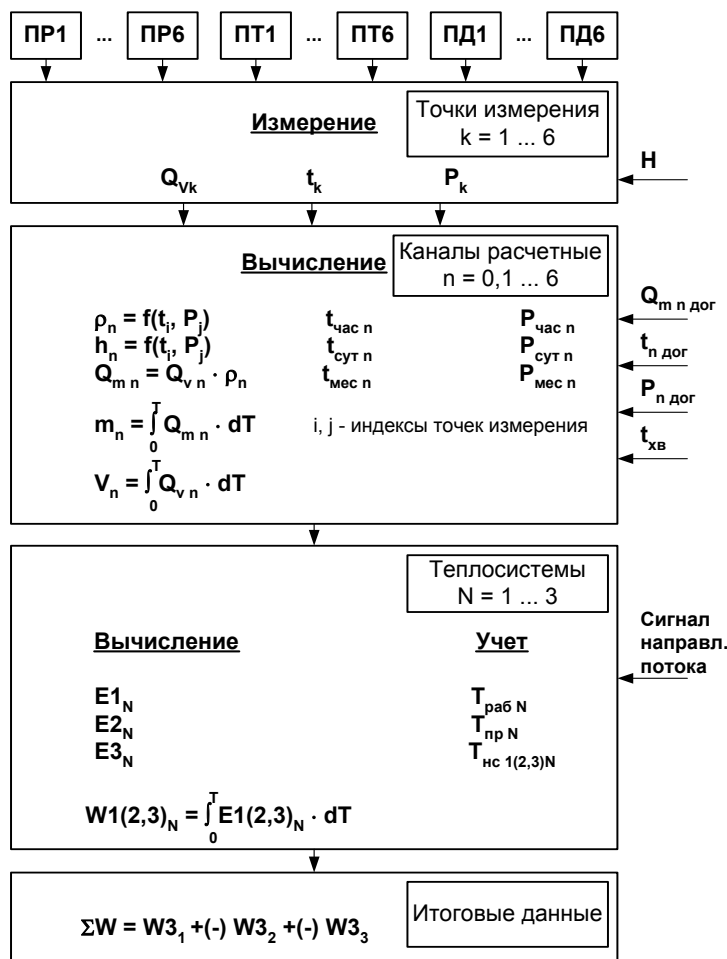 ПР1 ... ПР6 ПТ1 ... ПТ6 ПД1 ... ПД6
Измерение
Точки измерения
k = 1 ... 6
H
Q_Vk t_k P_k
Вычисление
Каналы расчетные
n = 0,1 ... 6
ρ_n = f(t_i, P_j) t_час n P_час n
h_n = f(t_i, P_j) t_сут n P_сут n
Q_m n = Q_v n · ρ_n t_мес n P_мес n
m_n = ∫_0^T Q_m n · dT i, j - индексы точек измерения
V_n = ∫_0^T Q_v n · dT
Q_m n дог
t_n дог
P_n дог
t_хв
Теплосистемы
N = 1 ... 3
Вычисление Учет
E1_N T_раб N
E2_N T_пр N
E3_N T_нс 1(2,3)N
W1(2,3)_N = ∫_0^T E1(2,3)_N · dT
Сигнал
направл.
потока
Итоговые данные
ΣW = W3_1 +(-) W3_2 +(-) W3_3